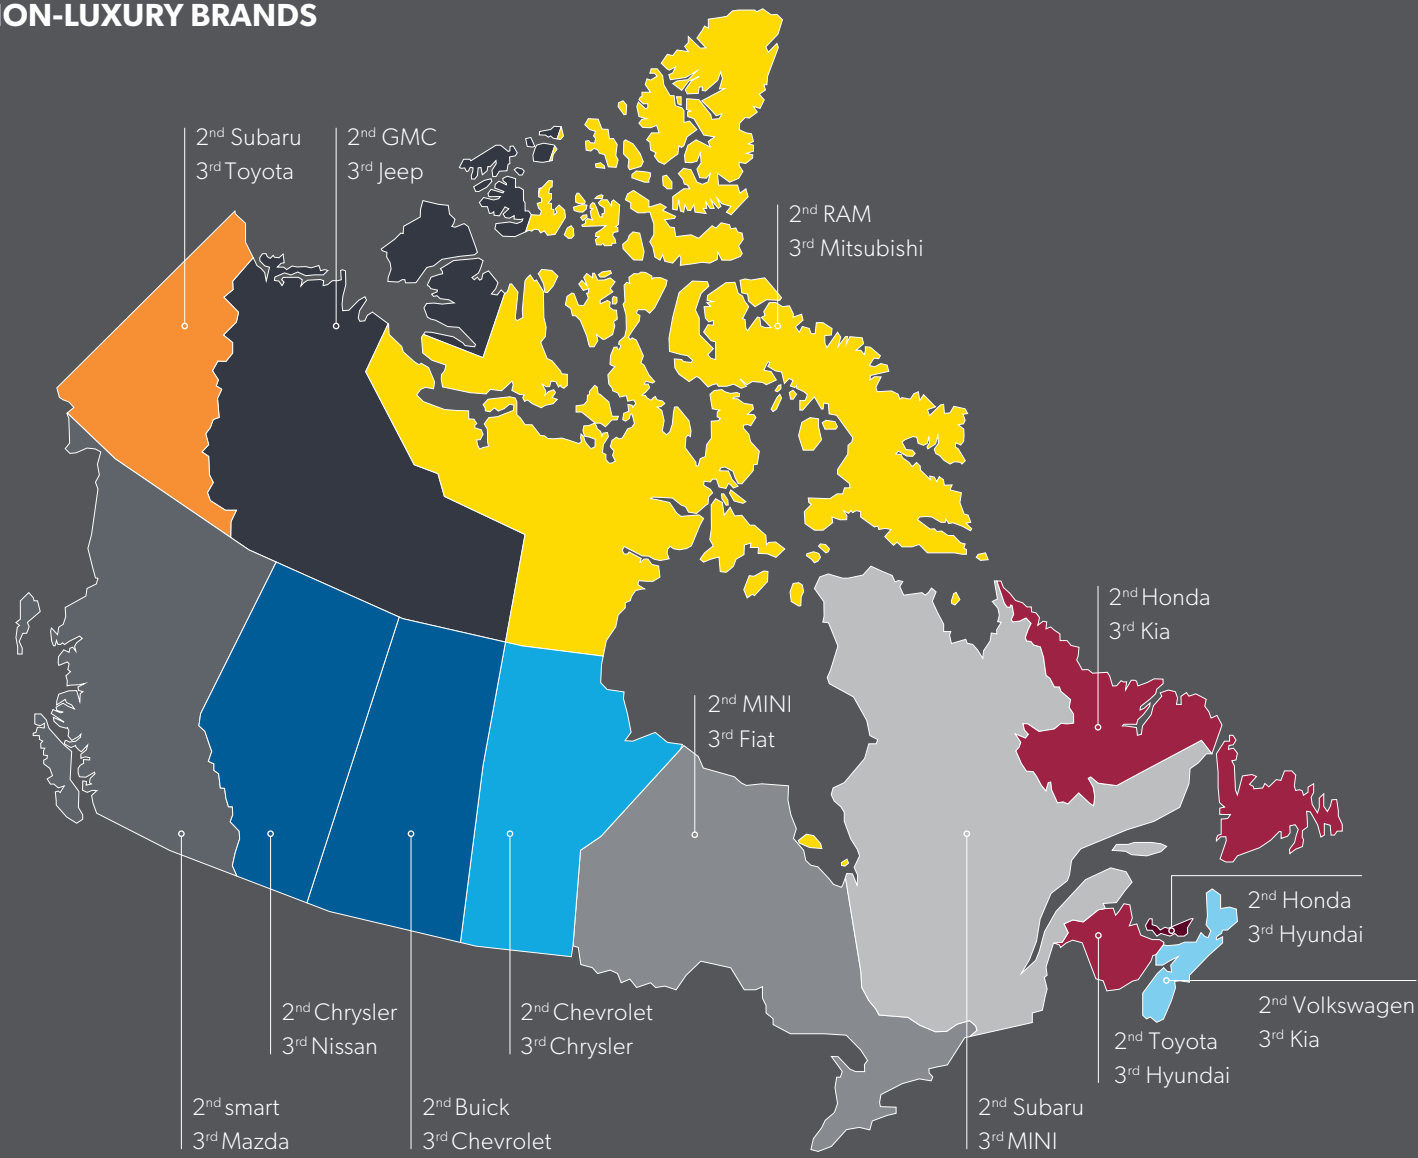 ION-LUXURY BRANDS
2nd Subaru
3rd Toyota
2nd GMC
3rd Jeep
2nd RAM
3rd Mitsubishi
2nd Honda
3rd Kia
2nd MINI
3rd Fiat
2nd Honda
3rd Hyundai
2nd Volkswagen
3rd Kia
2nd Toyota
3rd Hyundai
2nd Chrysler
3rd Nissan
2nd Chevrolet
3rd Chrysler
2nd smart
3rd Mazda
2nd Buick
3rd Chevrolet
2nd Subaru
3rd MINI